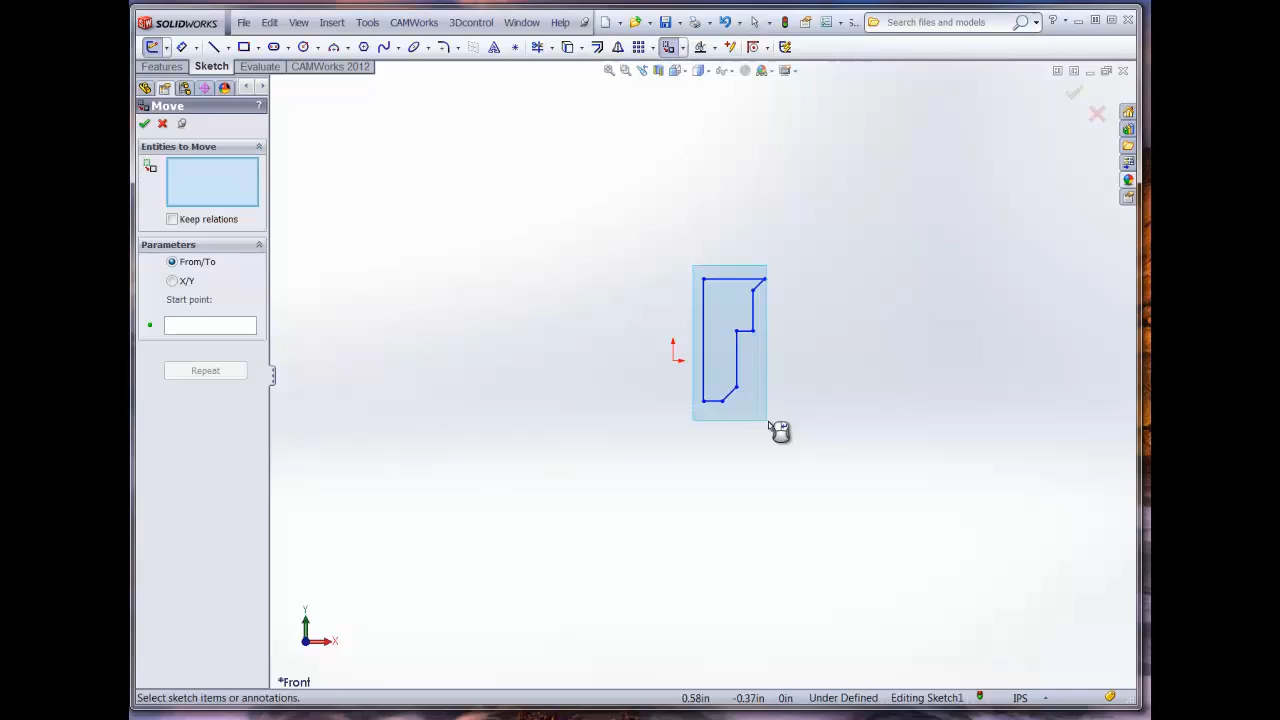 SOLIDWORKS File Edit View Insert Tools CAMWorks 3Dcontrol Window Help S... Search files and models ?
Features Sketch Evaluate CAMWorks 2012
Move ?
Entities to Move
Keep relations
Parameters
From/To
X/Y
Start point:
Repeat
Y
X
*Front
Select sketch items or annotations. 0.58in -0.37in 0in Under Defined Editing Sketch1 IPS